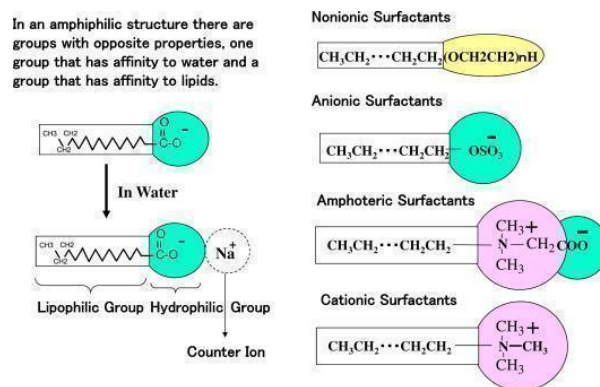 In an amphiphilic structure there are
groups with opposite properties, one
group that has affinity to water and a
group that has affinity to lipids.
CH3 CH2
CH2
O
C-O
-
In Water
CH3 CH2
CH2
O
C-O
-
Na+
Lipophilic Group Hydrophilic Group
Counter Ion
Nonionic Surfactants
CH₃CH₂···CH₂CH₂(OCH2CH2)nH
Anionic Surfactants
CH₃CH₂···CH₂CH₂ OSO₃-
Amphoteric Surfactants
CH₃+
CH₃CH₂···CH₂CH₂ N CH₂COO-
CH₃
Cationic Surfactants
CH₃+
CH₃CH₂···CH₂CH₂ N-CH₃
CH₃